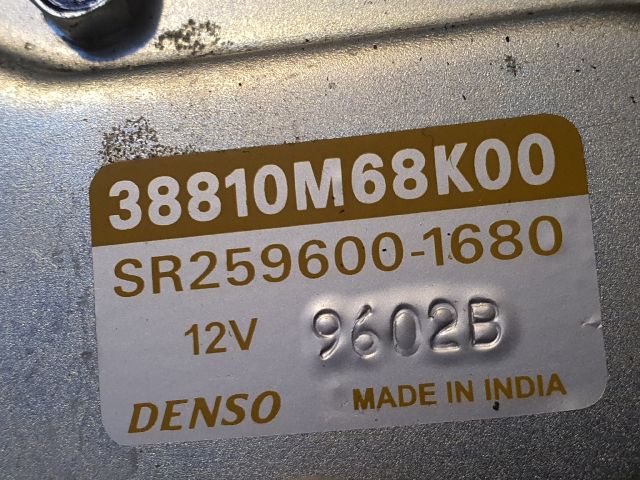 38810M68K00
SR259600-1680
12V 9602B
DENSO MADE IN INDIA